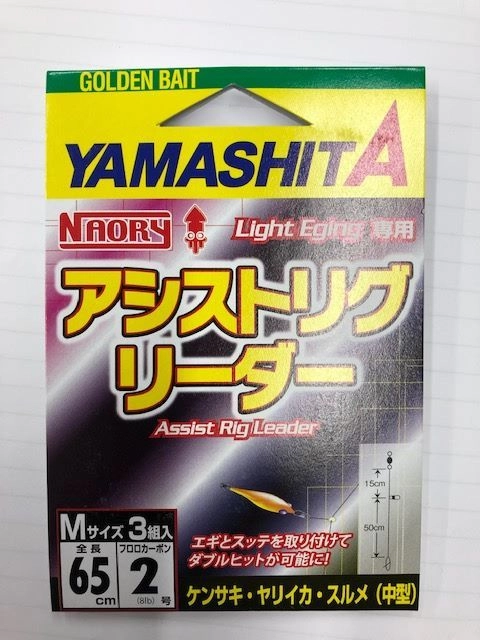 GOLDEN BAIT
YAMASHITA
NAORY
Light Eging 専用
アシストリグ
リーダー
Assist Rig Leader
15cm
50cm
Mサイズ 3組入
全長 フロロカーボン
65cm 2号
(8lb)
エギとスッテを取り付けて
ダブルヒットが可能に!
ケンサキ・ヤリイカ・スルメ(中型)